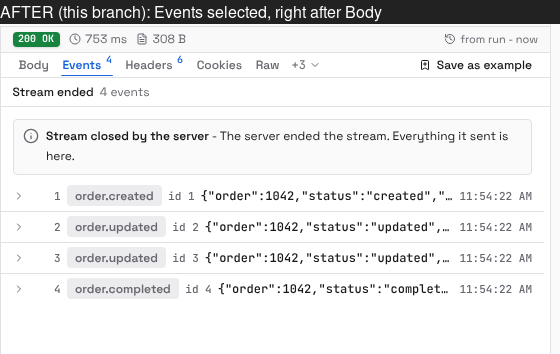 AFTER (this branch): Events selected, right after Body
200 OK 753 ms 308 B from run - now
Body Events 4 Headers 6 Cookies Raw +3 Save as example
Stream ended 4 events
Stream closed by the server - The server ended the stream. Everything it sent is
here.
1 order.created id 1 {"order":1042,"status":"created","… 11:54:22 AM
2 order.updated id 2 {"order":1042,"status":"updated",… 11:54:22 AM
3 order.updated id 3 {"order":1042,"status":"updated",… 11:54:22 AM
4 order.completed id 4 {"order":1042,"status":"complet… 11:54:22 AM